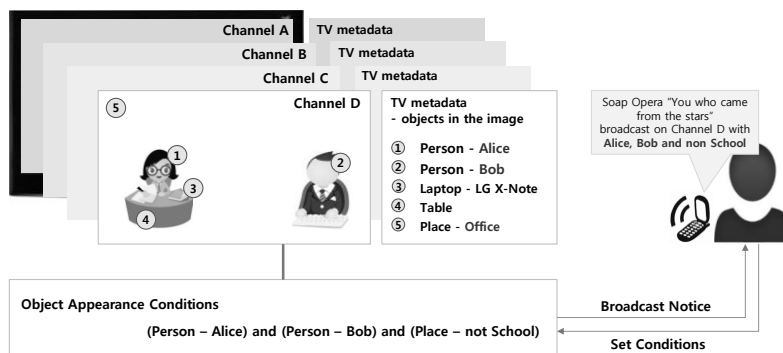 Channel A
TV metadata
Channel B
TV metadata
Channel C
TV metadata
Channel D
5
1
2
3
4
TV metadata
- objects in the image
1 Person - Alice
2 Person - Bob
3 Laptop - LG X-Note
4 Table
5 Place - Office
Soap Opera "You who came
from the stars"
broadcast on Channel D with
Alice, Bob and non School
Object Appearance Conditions
(Person – Alice) and (Person – Bob) and (Place – not School)
Broadcast Notice
Set Conditions